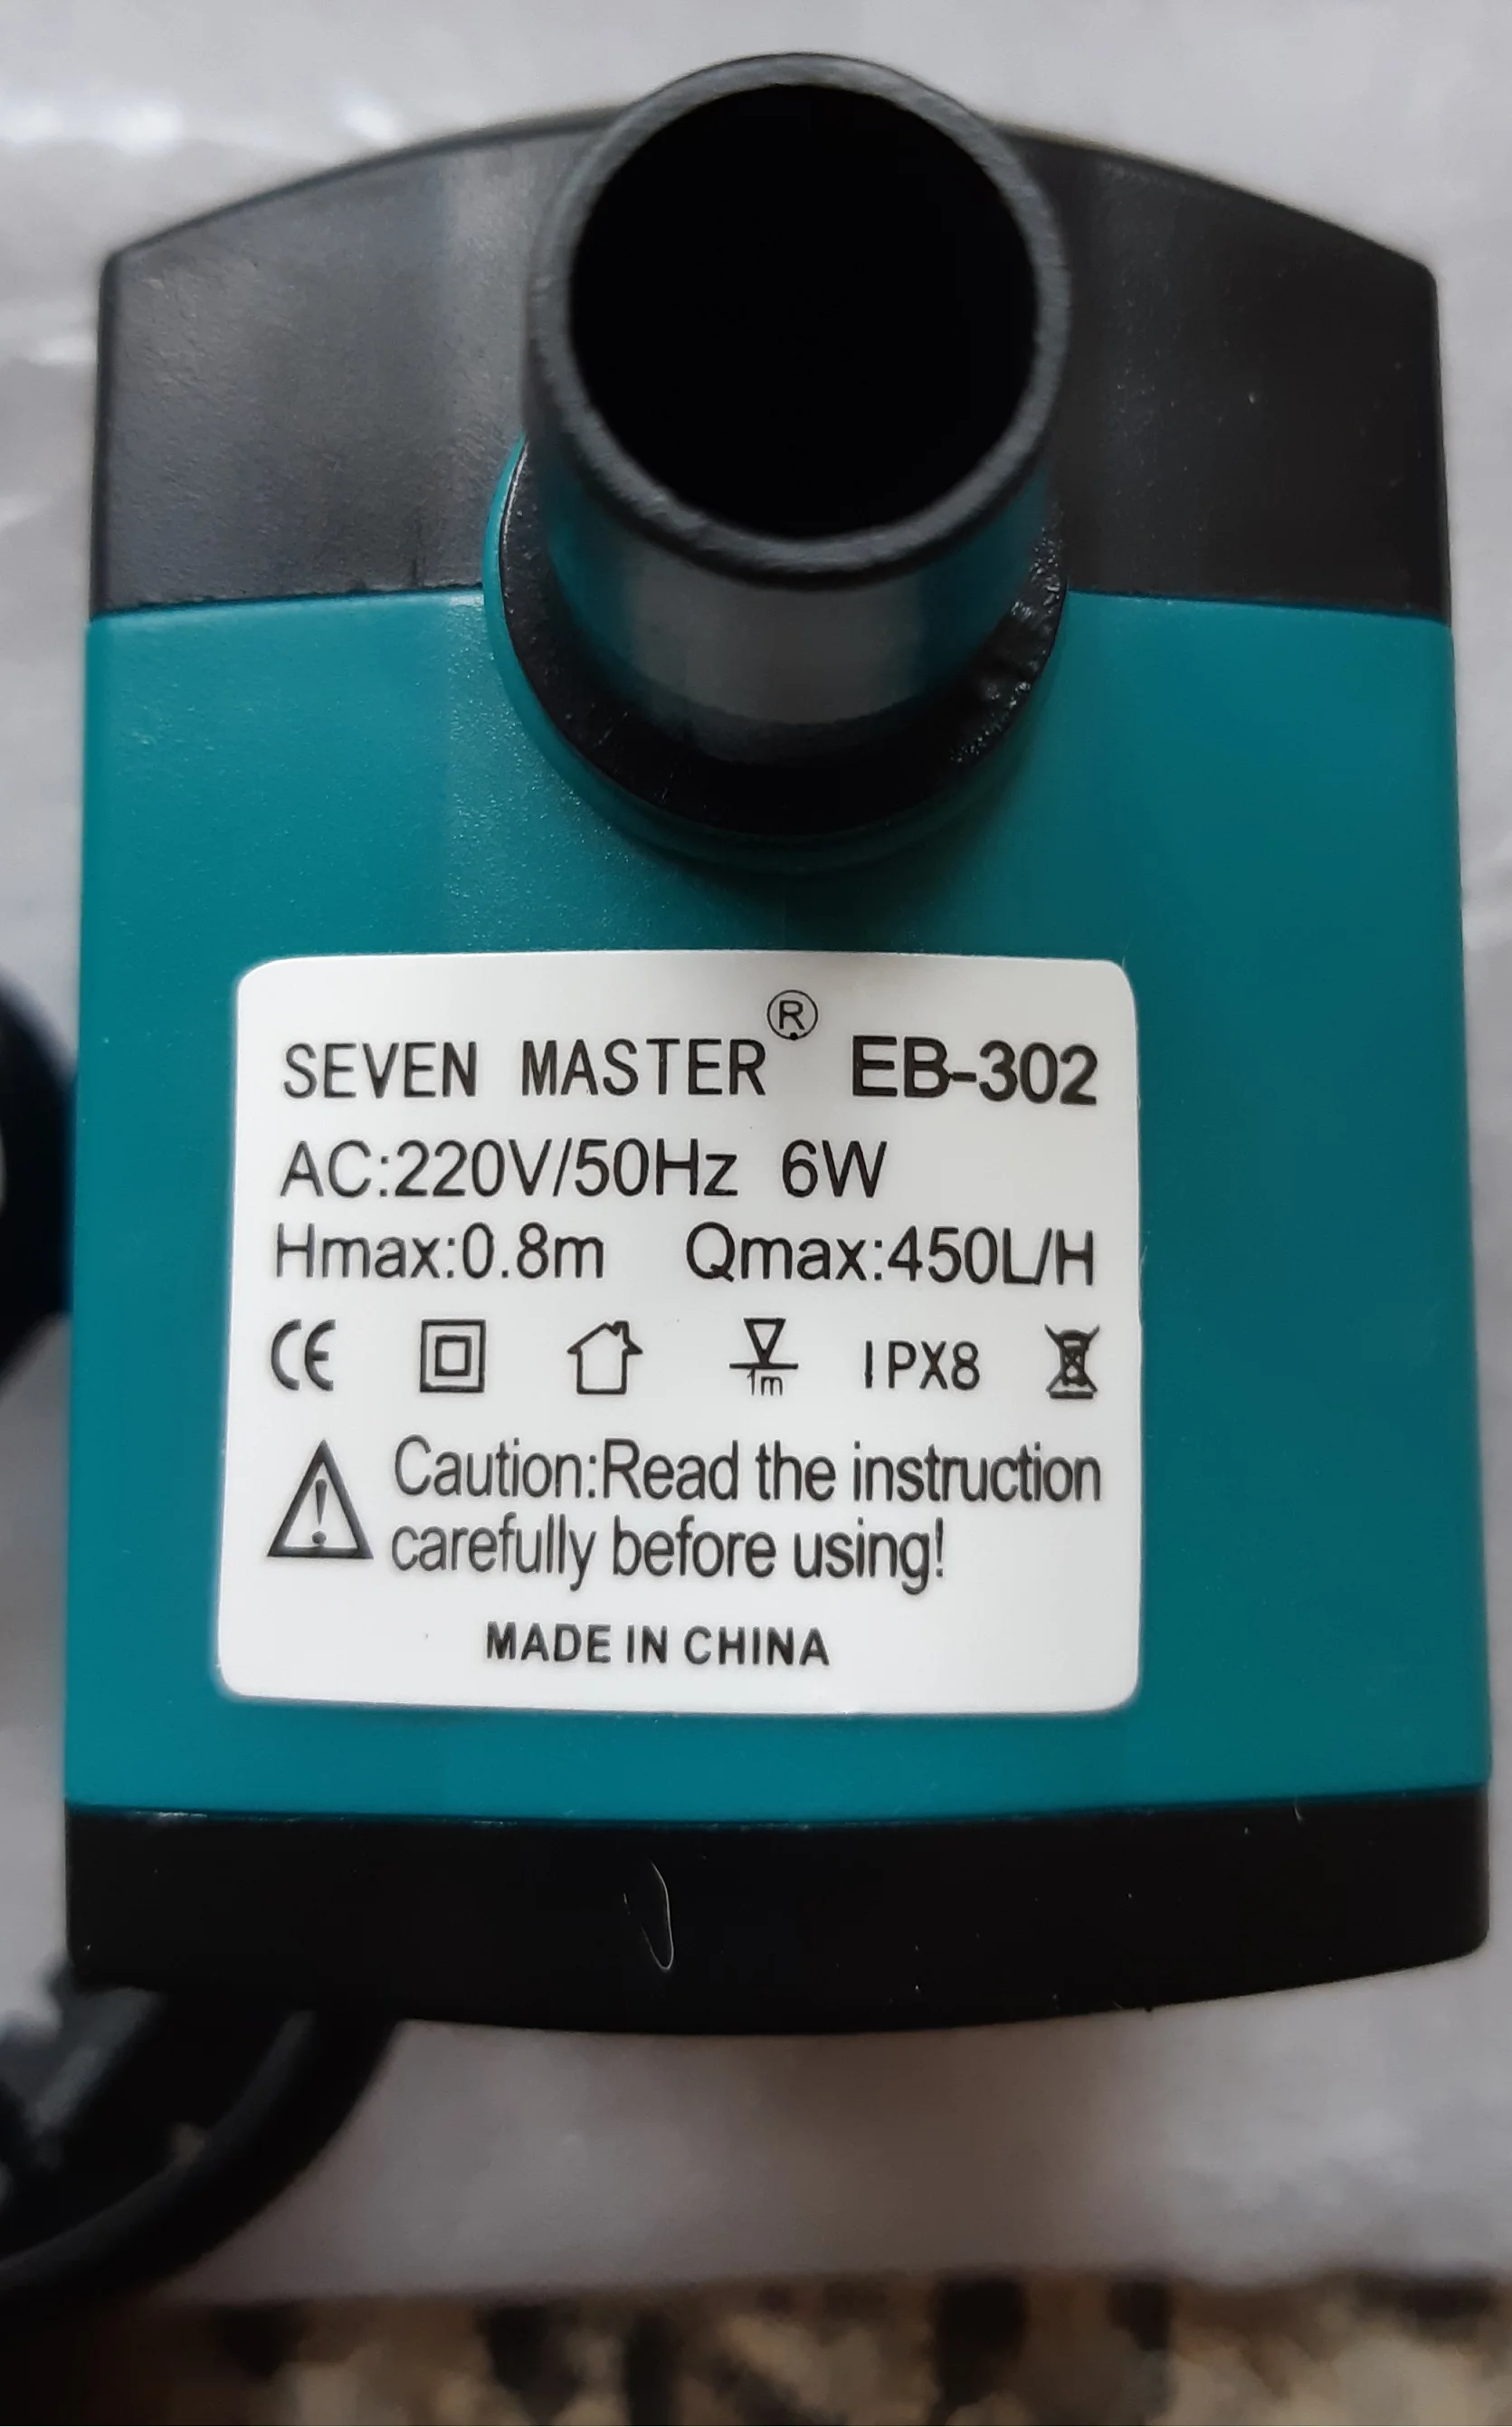 SEVEN MASTER® EB-302
AC:220V/50Hz 6W
Hmax:0.8m Qmax:450L/H
CE 1m IPX8
Caution:Read the instruction
carefully before using!
MADE IN CHINA